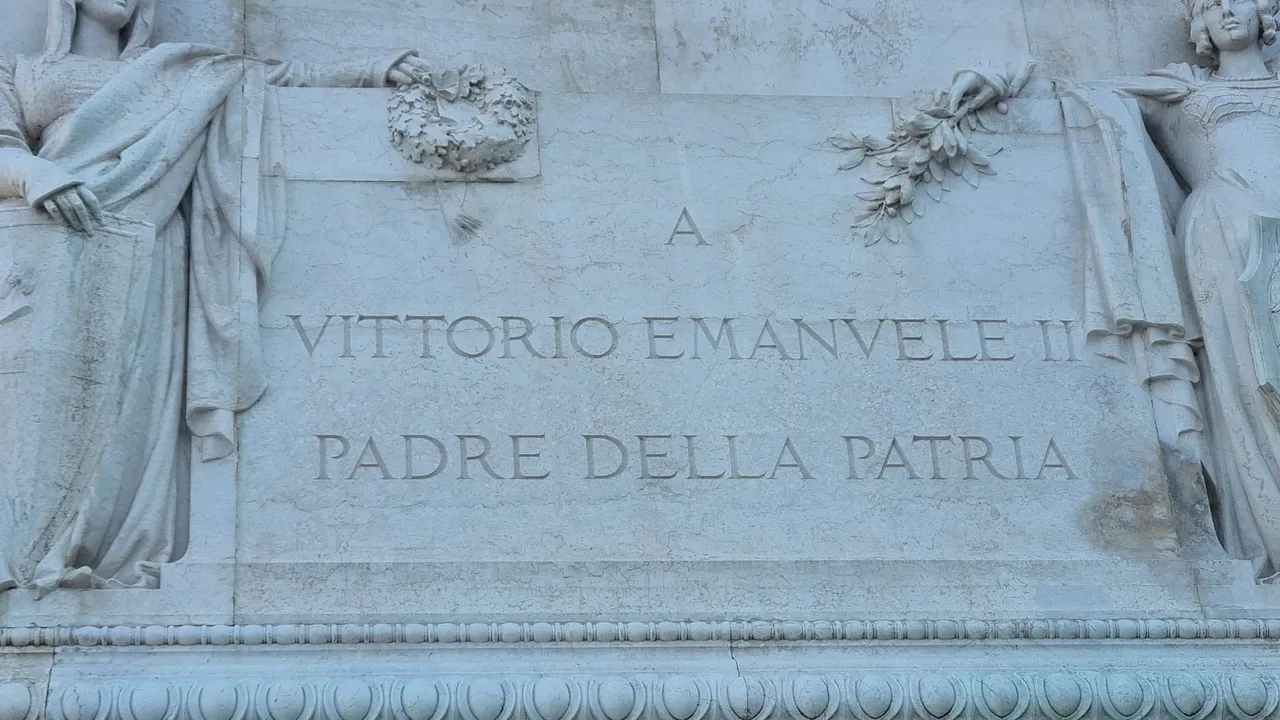 A
VITTORIO EMANVELE II
PADRE DELLA PATRIA